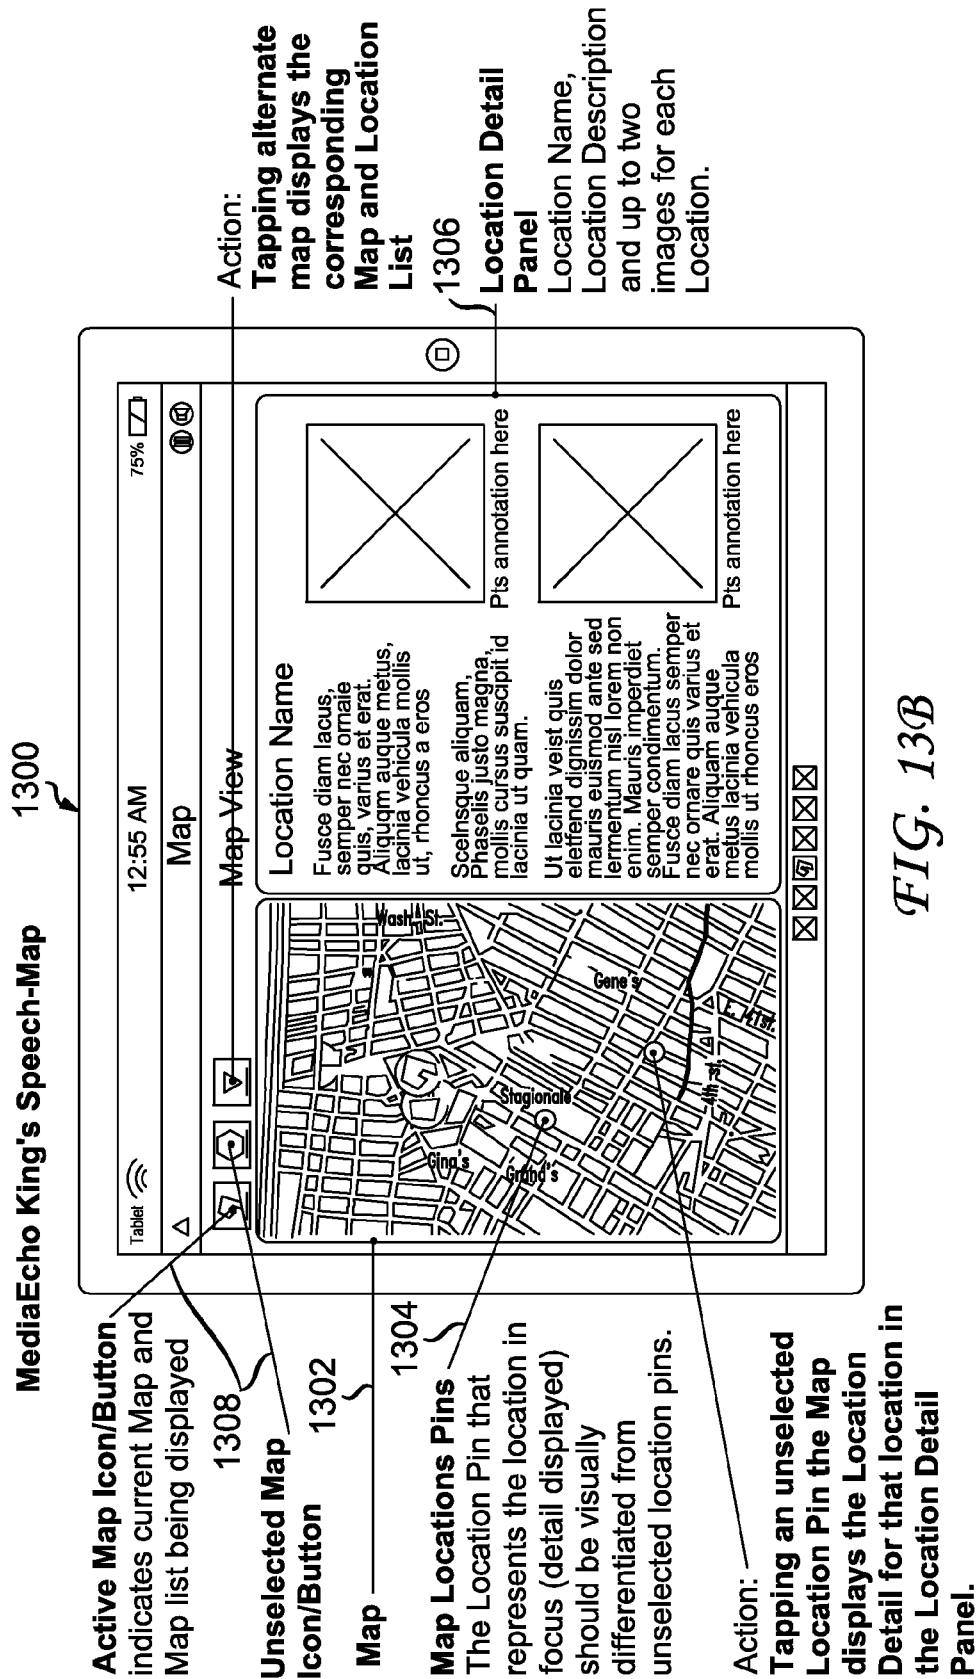 MediaEcho King's Speech-Map
1300
Active Map Icon/Button
indicates current Map and
Map list being displayed
1308
Unselected Map
Icon/Button
1302
Map
1304
Map Locations Pins
The Location Pin that
represents the location in
focus (detail displayed)
should be visually
differentiated from
unselected location pins.
Action:
Tapping an unselected
Location Pin the Map
displays the Location
Detail for that location in
the Location Detail
Panel.
Tablet
12:55 AM
75%
Map
Map View
Wash St.
Gene's
E. 141st.
4th st.
Stagionale
Gina's
Grand's
Location Name
Fusce diam lacus,
semper nec ornaie
quis, varius et erat.
Aliquqm auque metus,
lacinia vehicula mollis
ut, rhoncus a eros
Scelnsque aliquam,
Phasellis justo magna,
mollis cursus suscipit id
lacinia ut quam.
Ut lacinia veist quis
eletfend dignissim dolor
mauris euismod ante sed
lermentum nisl lorem non
enim. Mauris imperdiet
semper condimentum.
Fusce diam lacus semper
nec ornare quis varius et
erat. Aliquam auque
metus lacinia vehicula
mollis ut rhoncus eros
Pts annotation here
Pts annotation here
Action:
Tapping alternate
map displays the
corresponding
Map and Location
List
1306
Location Detail
Panel
Location Name,
Location Description
and up to two
images for each
Location.
FIG. 13B